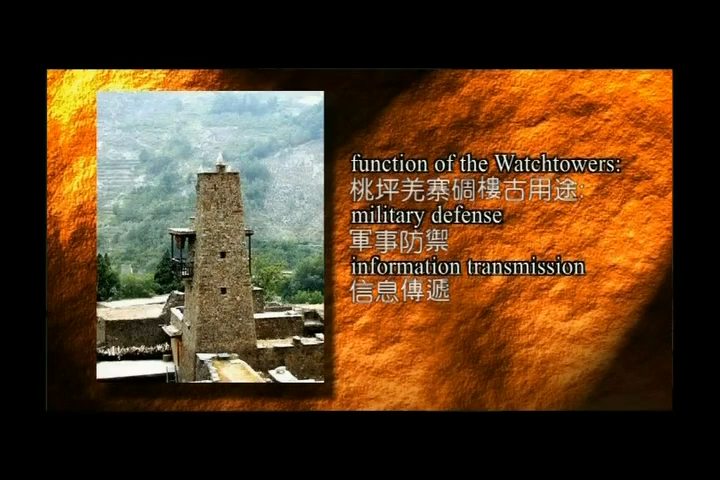 function of the Watchtowers:
桃坪羌寨碉樓古用途:
military defense
軍事防禦
information transmission
信息傳遞